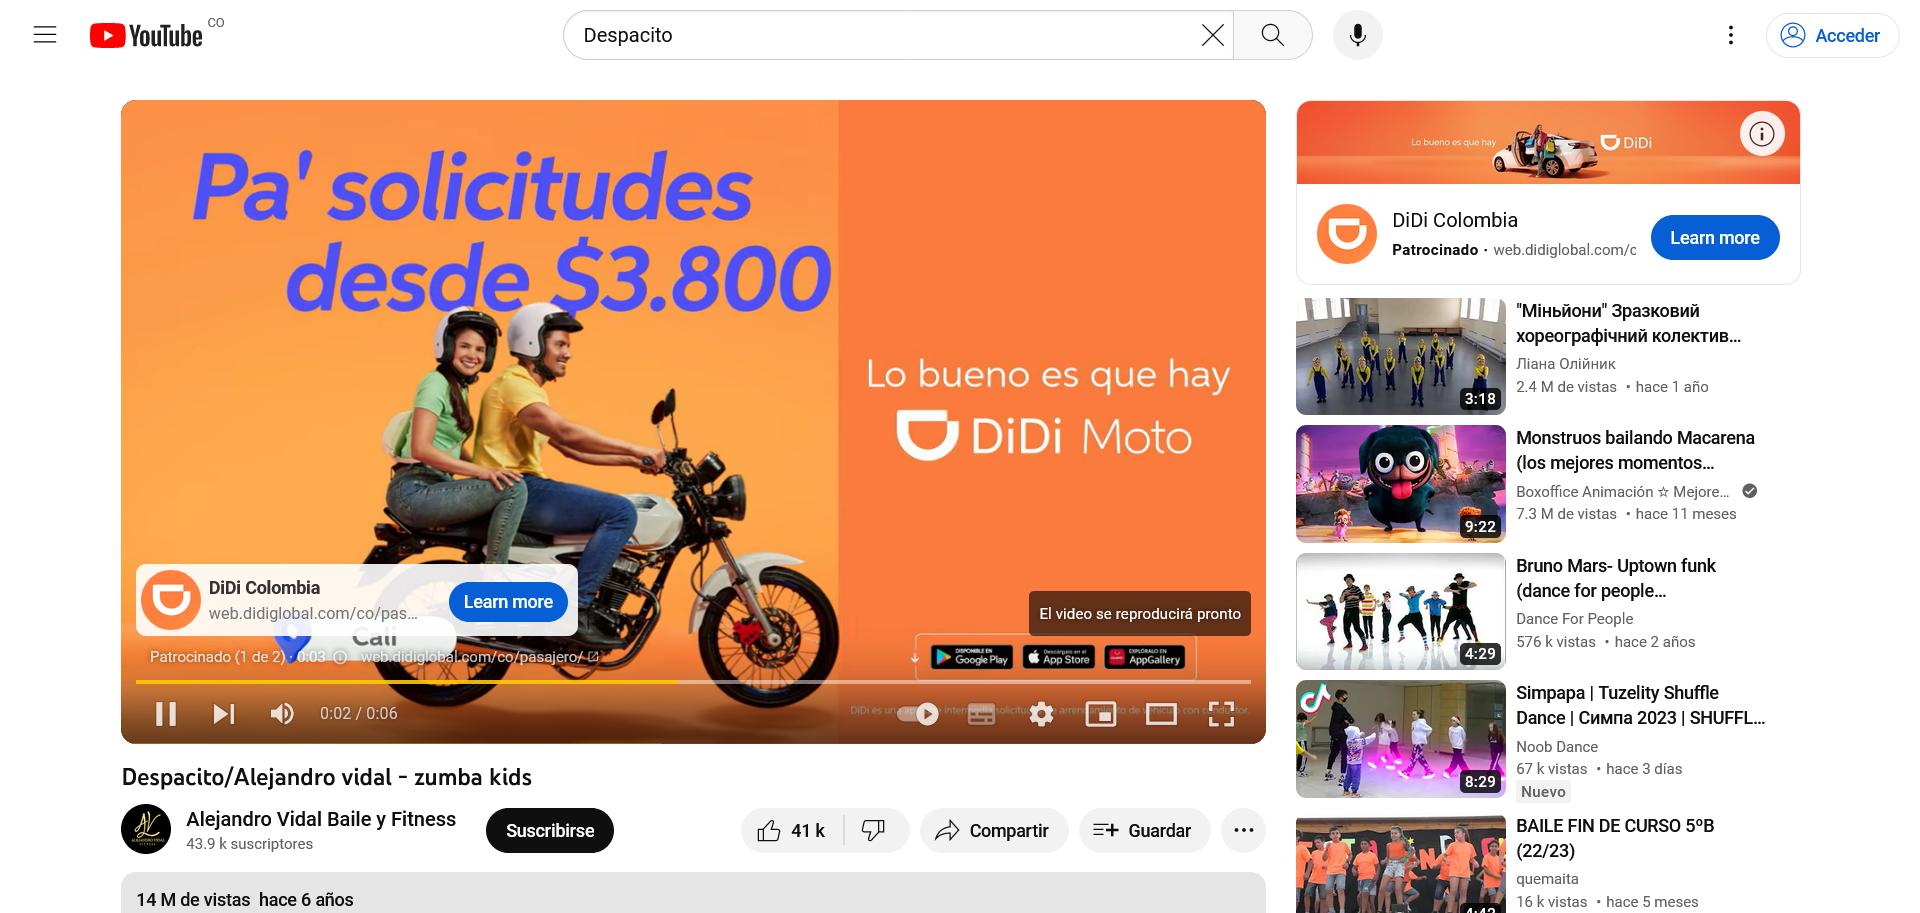 YouTube CO
Despacito
Acceder
Pa' solicitudes
desde $3.800
Lo bueno es que hay
DiDi Moto
DiDi Colombia
web.didiglobal.com/co/pas...
Learn more
Cali
El video se reproducirá pronto
Patrocinado (1 de 2) · 0:03 web.didiglobal.com/co/pasajero/
DISPONIBLE EN
Google Play
Descárgalo en el
App Store
EXPLÓRALO EN
AppGallery
0:02 / 0:06
Despacito/Alejandro vidal - zumba kids
Alejandro Vidal Baile y Fitness
43.9 k suscriptores
Suscribirse
41 k
Compartir
Guardar
14 M de vistas hace 6 años
Lo bueno es que hay
DiDi
DiDi Colombia
Patrocinado · web.didiglobal.com/c
Learn more
3:18
"Міньйони" Зразковий
хореографічний колектив...
Ліана Олійник
2.4 M de vistas • hace 1 año
9:22
Monstruos bailando Macarena
(los mejores momentos...
Boxoffice Animación ☆ Mejore...
7.3 M de vistas • hace 11 meses
4:29
Bruno Mars- Uptown funk
(dance for people...
Dance For People
576 k vistas • hace 2 años
8:29
Simpapa | Tuzelity Shuffle
Dance | Симпа 2023 | SHUFFL...
Noob Dance
67 k vistas • hace 3 días
Nuevo
BAILE FIN DE CURSO 5ºB
(22/23)
quemaita
16 k vistas • hace 5 meses